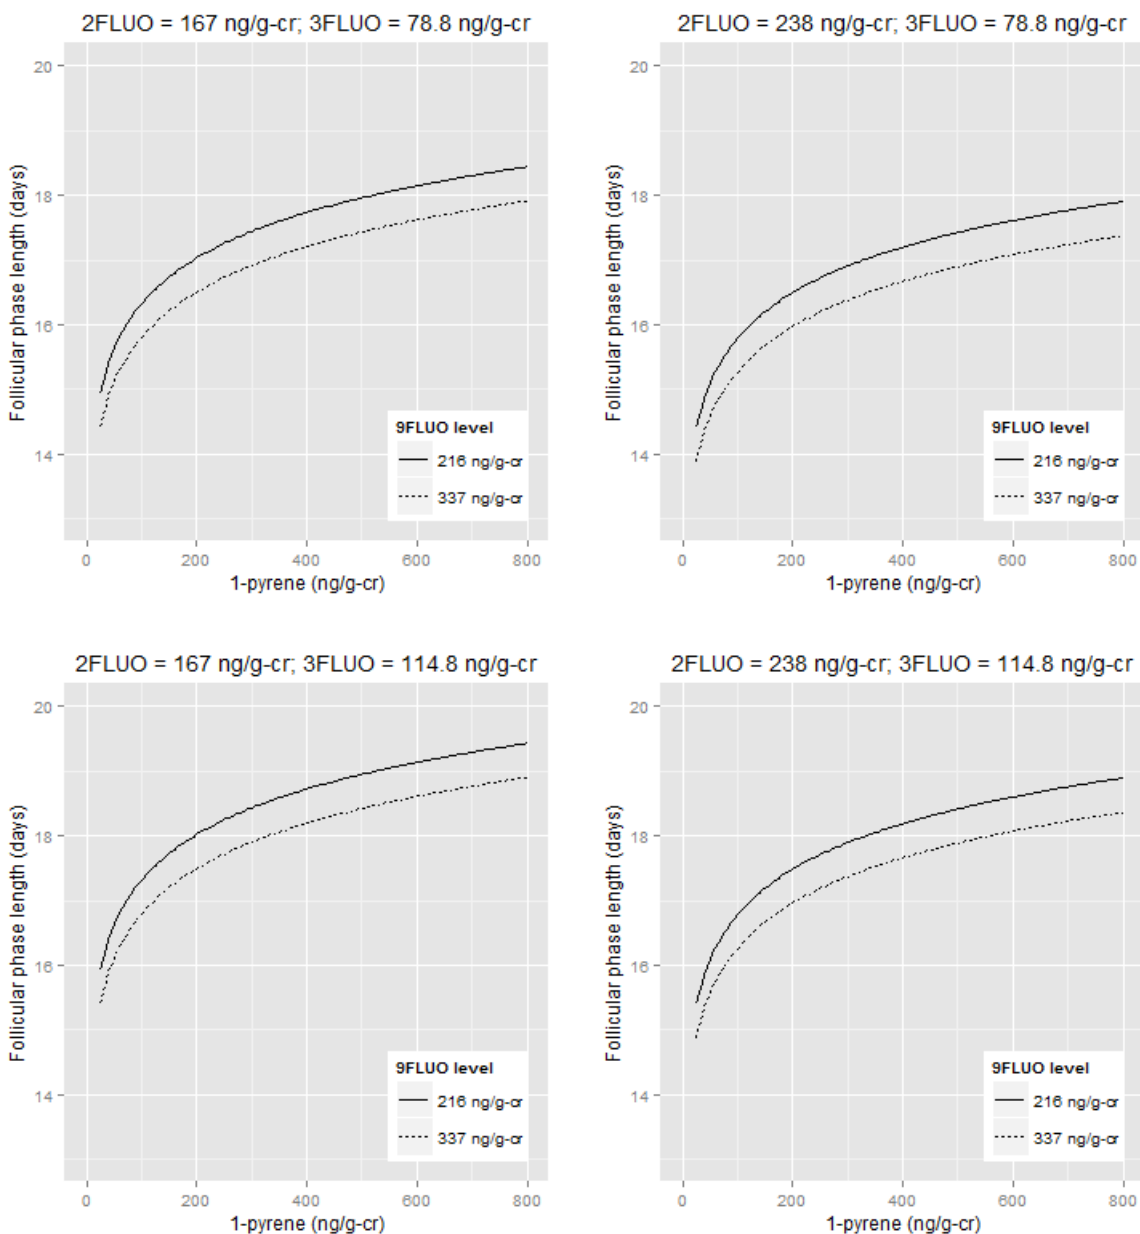 2FLUO = 167 ng/g-cr; 3FLUO = 78.8 ng/g-cr
20
18
16
14
Follicular phase length (days)
9FLUO level
216 ng/g-cr
337 ng/g-cr
0 200 400 600 800
1-pyrene (ng/g-cr)
2FLUO = 238 ng/g-cr; 3FLUO = 78.8 ng/g-cr
20
18
16
14
Follicular phase length (days)
9FLUO level
216 ng/g-cr
337 ng/g-cr
0 200 400 600 800
1-pyrene (ng/g-cr)
2FLUO = 167 ng/g-cr; 3FLUO = 114.8 ng/g-cr
20
18
16
14
Follicular phase length (days)
9FLUO level
216 ng/g-cr
337 ng/g-cr
0 200 400 600 800
1-pyrene (ng/g-cr)
2FLUO = 238 ng/g-cr; 3FLUO = 114.8 ng/g-cr
20
18
16
14
Follicular phase length (days)
9FLUO level
216 ng/g-cr
337 ng/g-cr
0 200 400 600 800
1-pyrene (ng/g-cr)